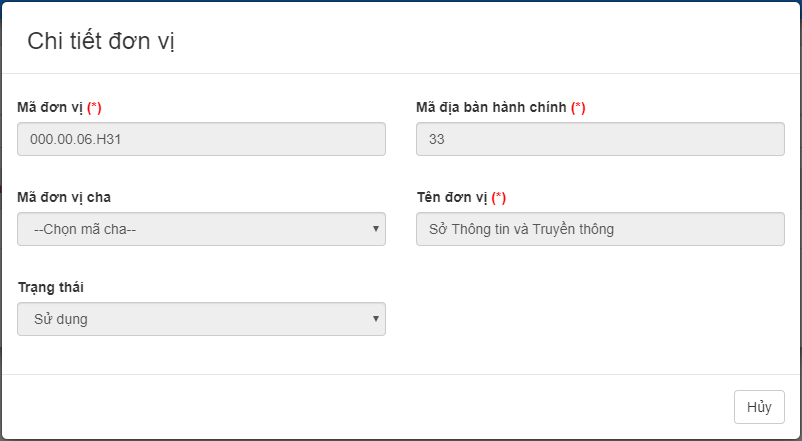 Chi tiết đơn vị
Mã đơn vị (*)
Mã địa bàn hành chính (*)
000.00.06.H31
33
Mã đơn vị cha
Tên đơn vị (*)
--Chọn mã cha--
Sở Thông tin và Truyền thông
Trạng thái
Sử dụng
Hủy